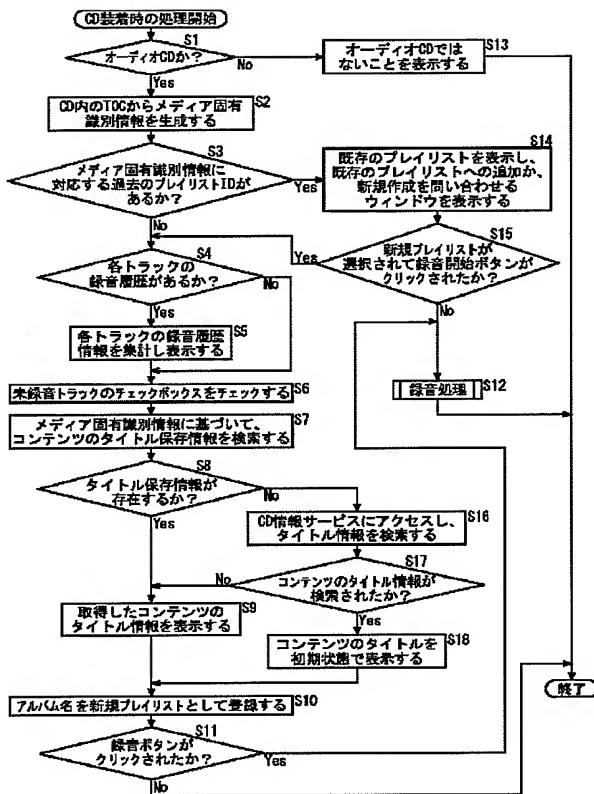 CD装着時の処理開始
S1
オーディオCDか？
No
Yes
S13
オーディオCDでは
ないことを表示する
S2
CD内のTOCからメディア固有
識別情報を生成する
S3
メディア固有識別情報に
対応する過去のプレイリストIDが
あるか？
Yes
No
S14
既存のプレイリストを表示し、
既存のプレイリストへの追加か、
新規作成を問い合わせる
ウィンドウを表示する
S15
新規プレイリストが
選択されて録音開始ボタンが
クリックされたか？
Yes
No
S4
各トラックの
録音履歴があるか？
No
Yes
S5
各トラックの録音履歴
情報を集計し表示する
S12
録音処理
S6
未録音トラックのチェックボックスをチェックする
S7
メディア固有識別情報に基づいて、
コンテンツのタイトル保存情報を検索する
S8
タイトル保存情報が
存在するか？
No
Yes
S16
CD情報サービスにアクセスし、
タイトル情報を検索する
S17
コンテンツのタイトル情報が
検索されたか？
No
Yes
S9
取得したコンテンツの
タイトル情報を表示する
S18
コンテンツのタイトルを
初期状態で表示する
S10
アルバム名を新規プレイリストとして登録する
S11
録音ボタンが
クリックされたか？
Yes
No
終了